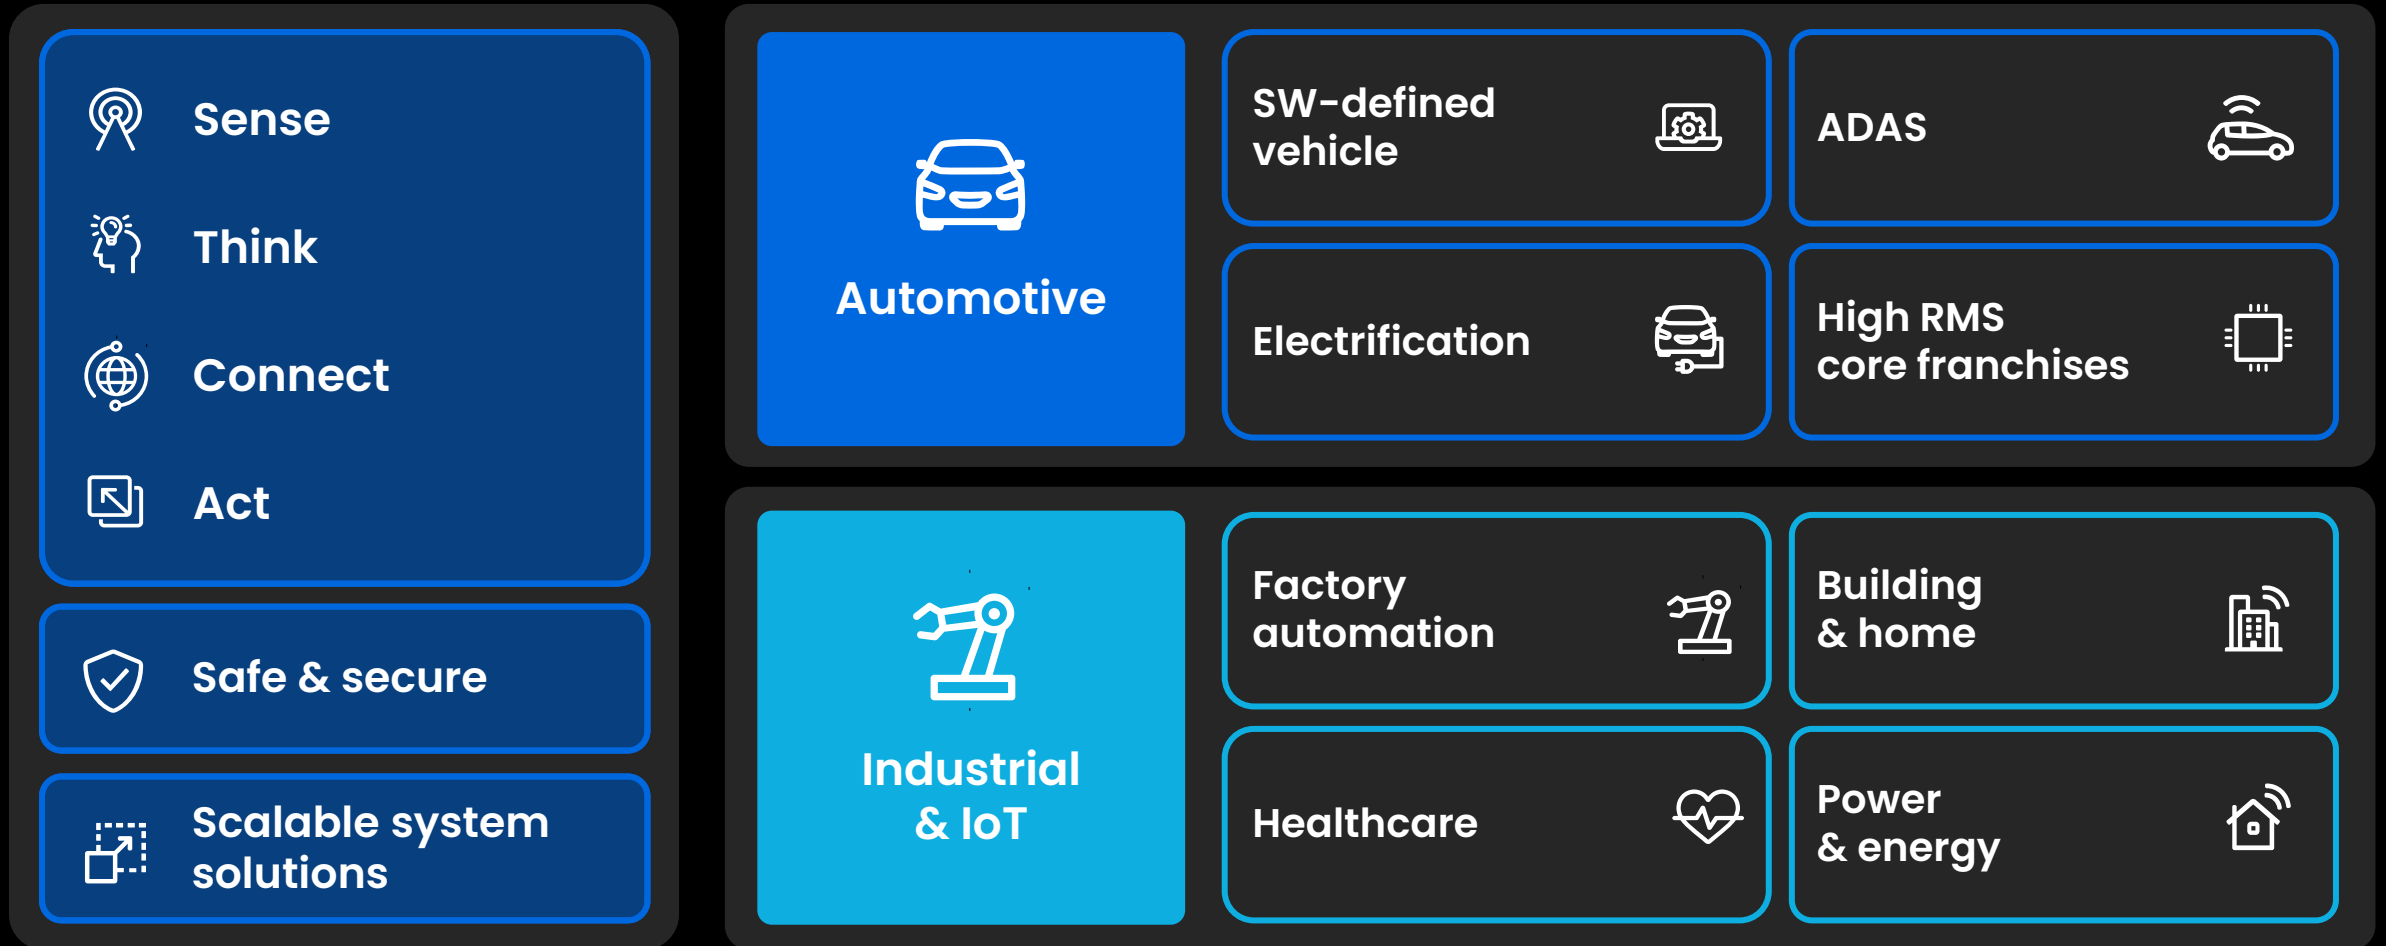 Sense
Think
Connect
Act
Safe & secure
Scalable system
solutions
Automotive
SW-defined
vehicle
ADAS
Electrification
High RMS
core franchises
Industrial
& IoT
Factory
automation
Building
& home
Healthcare
Power
& energy